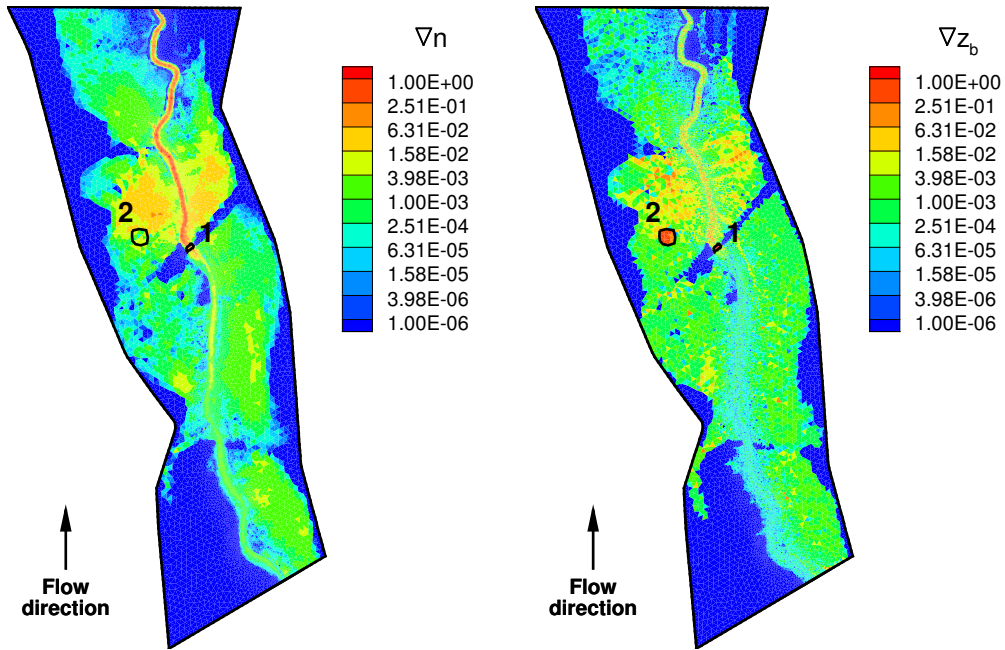 ∇n
1.00E+00
2.51E-01
6.31E-02
1.58E-02
3.98E-03
1.00E-03
2.51E-04
6.31E-05
1.58E-05
3.98E-06
1.00E-06
2
1
Flow
direction
∇z_b
1.00E+00
2.51E-01
6.31E-02
1.58E-02
3.98E-03
1.00E-03
2.51E-04
6.31E-05
1.58E-05
3.98E-06
1.00E-06
2
1
Flow
direction